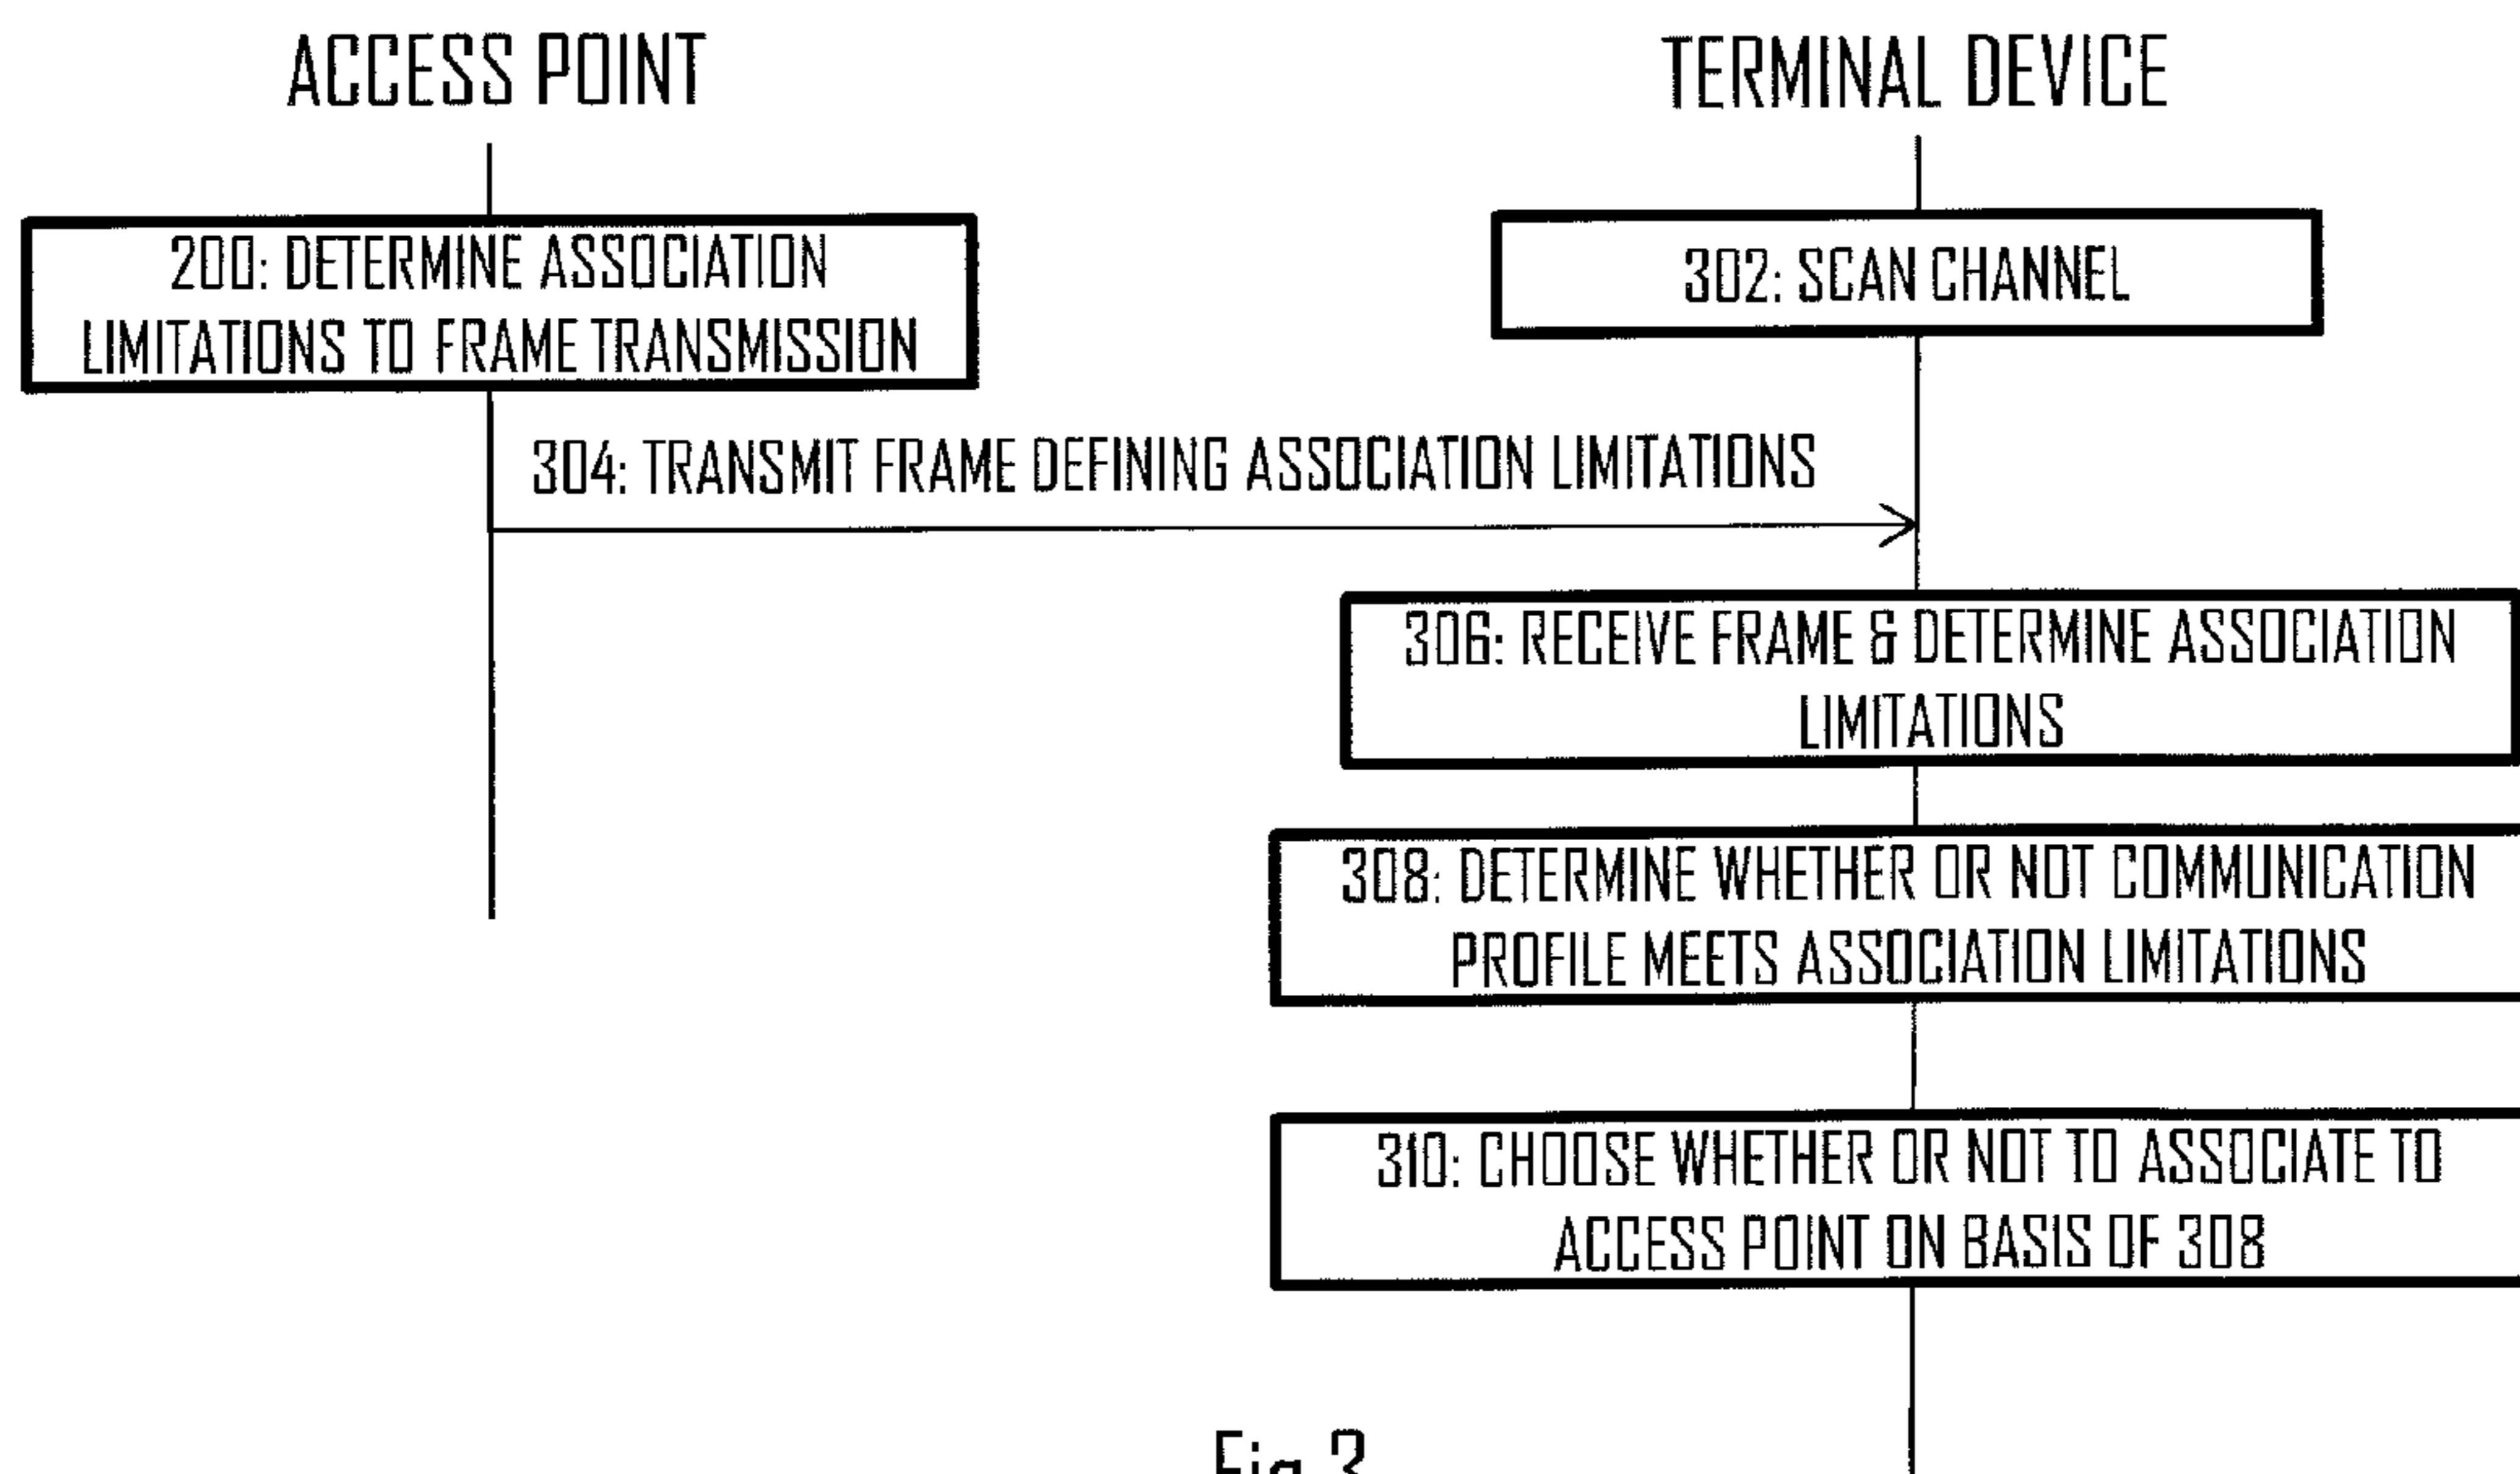 ACCESS POINT
TERMINAL DEVICE
200: DETERMINE ASSOCIATION
LIMITATIONS TO FRAME TRANSMISSION
302: SCAN CHANNEL
304: TRANSMIT FRAME DEFINING ASSOCIATION LIMITATIONS
306: RECEIVE FRAME & DETERMINE ASSOCIATION
LIMITATIONS
308: DETERMINE WHETHER OR NOT COMMUNICATION
PROFILE MEETS ASSOCIATION LIMITATIONS
310: CHOOSE WHETHER OR NOT TO ASSOCIATE TO
ACCESS POINT ON BASIS OF 308
Fig 3